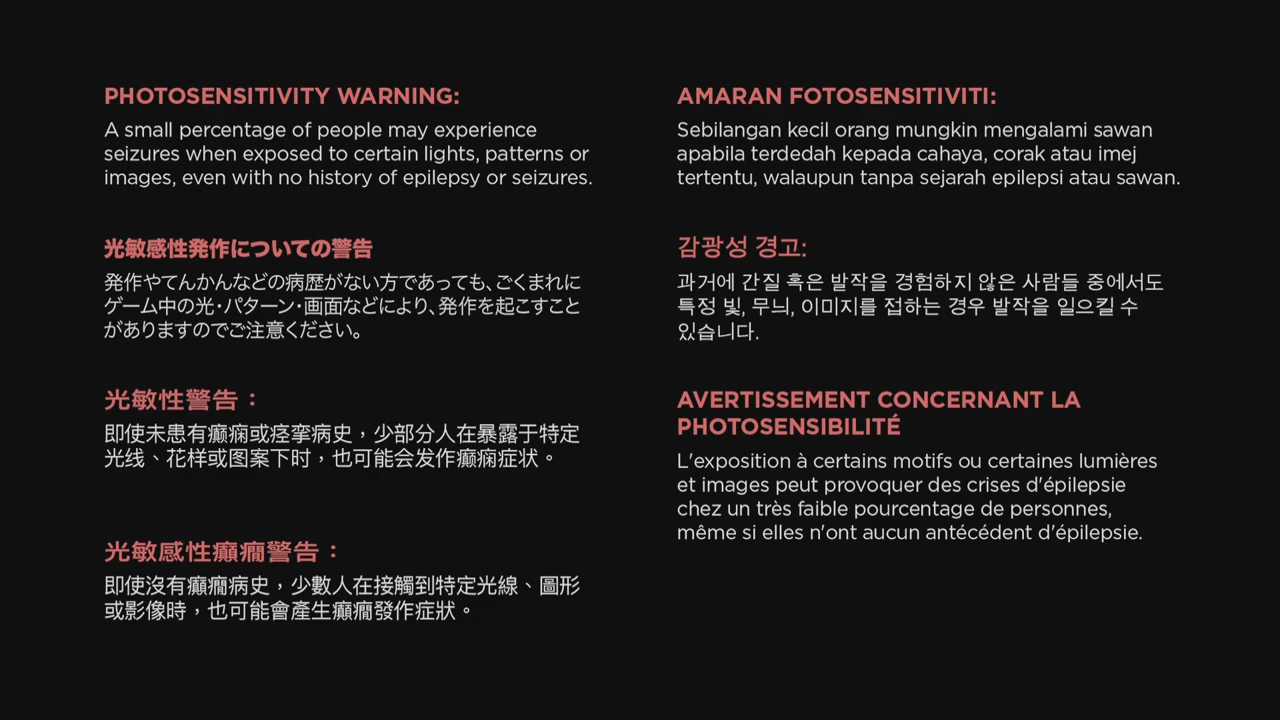 PHOTOSENSITIVITY WARNING:
A small percentage of people may experience
seizures when exposed to certain lights, patterns or
images, even with no history of epilepsy or seizures.
光敏感性発作についての警告
発作やてんかんなどの病歴がない方であっても、ごくまれに
ゲーム中の光・パターン・画面などにより、発作を起こすこと
がありますのでご注意ください。
光敏性警告：
即使未患有癫痫或痉挛病史，少部分人在暴露于特定
光线、花样或图案下时，也可能会发作癫痫症状。
光敏感性癲癇警告：
即使沒有癲癇病史，少數人在接觸到特定光線、圖形
或影像時，也可能會產生癲癇發作症狀。
AMARAN FOTOSENSITIVITI:
Sebilangan kecil orang mungkin mengalami sawan
apabila terdedah kepada cahaya, corak atau imej
tertentu, walaupun tanpa sejarah epilepsi atau sawan.
감광성 경고:
과거에 간질 혹은 발작을 경험하지 않은 사람들 중에서도
특정 빛, 무늬, 이미지를 접하는 경우 발작을 일으킬 수
있습니다.
AVERTISSEMENT CONCERNANT LA
PHOTOSENSIBILITÉ
L'exposition à certains motifs ou certaines lumières
et images peut provoquer des crises d'épilepsie
chez un très faible pourcentage de personnes,
même si elles n'ont aucun antécédent d'épilepsie.